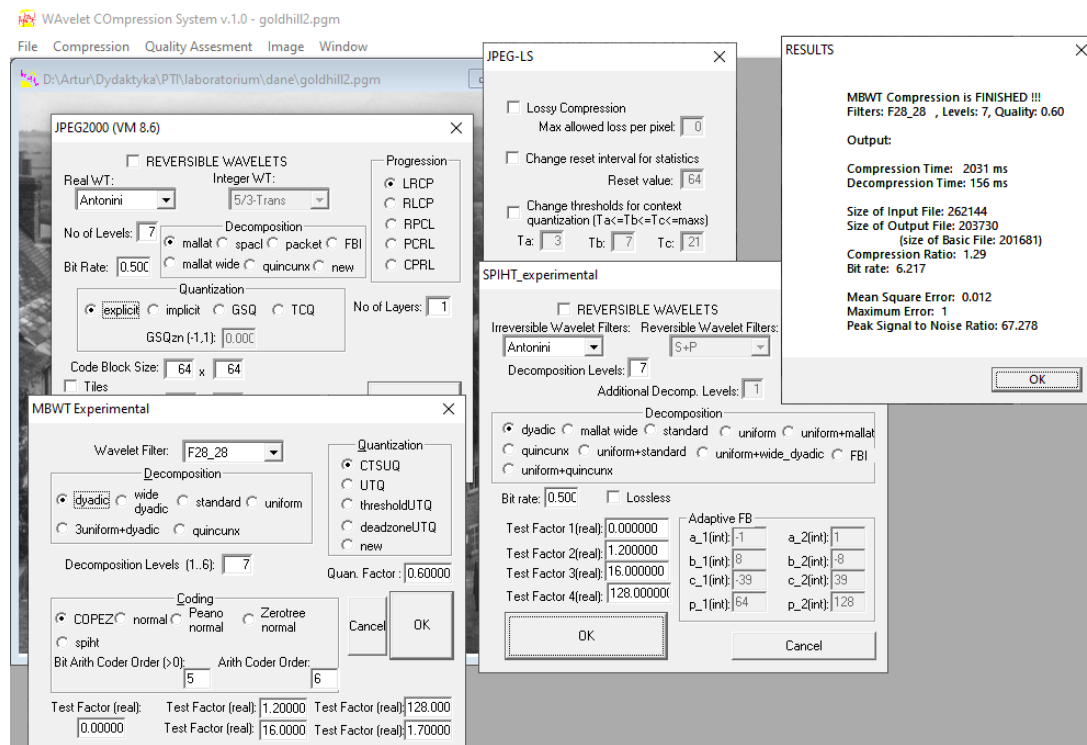 WAvelet COmpression System v.1.0 - goldhill2.pgm
File Compression Quality Assesment Image Window
D:\Artur\Dydaktyka\PTI\laboratorium\dane\goldhill2.pgm
JPEG2000 (VM 8.6)
REVERSIBLE WAVELETS
Real WT: Integer WT:
Antonini 5/3-Trans
No of Levels: 7
Decomposition
mallat spacl packet FBI
mallat wide quincunx new
Bit Rate: 0.500
Quantization
explicit implicit GSQ TCQ
GSQzn (-1,1): 0.000
Code Block Size: 64 x 64
Tiles
Progression
LRCP
RLCP
RPCL
PCRL
CPRL
No of Layers: 1
JPEG-LS
Lossy Compression
Max allowed loss per pixel: 0
Change reset interval for statistics
Reset value: 64
Change thresholds for context
quantization (Ta<=Tb<=Tc<=maxs)
Ta: 3 Tb: 7 Tc: 21
RESULTS
MBWT Compression is FINISHED !!!
Filters: F28_28 , Levels: 7, Quality: 0.60
Output:
Compression Time: 2031 ms
Decompression Time: 156 ms
Size of Input File: 262144
Size of Output File: 203730
(size of Basic File: 201681)
Compression Ratio: 1.29
Bit rate: 6.217
Mean Square Error: 0.012
Maximum Error: 1
Peak Signal to Noise Ratio: 67.278
OK
MBWT Experimental
Wavelet Filter: F28_28
Decomposition
dyadic wide dyadic standard uniform
3uniform+dyadic quincunx
Decomposition Levels (1..6): 7
Quantization
CTSUQ
UTQ
thresholdUTQ
deadzoneUTQ
new
Quan. Factor : 0.60000
Coding
COPEZ normal Peano normal Zerotree normal
spiht
Bit Arith Coder Order (>0): 5 Arith Coder Order: 6
Cancel OK
Test Factor (real): 0.00000
Test Factor (real): 1.20000 Test Factor (real): 128.000
Test Factor (real): 16.0000 Test Factor (real): 1.70000
SPIHT_experimental
REVERSIBLE WAVELETS
Irreversible Wavelet Filters: Reversible Wavelet Filters:
Antonini S+P
Decomposition Levels: 7
Additional Decomp. Levels: 1
Decomposition
dyadic mallat wide standard uniform uniform+mallat
quincunx uniform+standard uniform+wide_dyadic FBI
uniform+quincunx
Bit rate: 0.500 Lossless
Test Factor 1(real): 0.000000
Test Factor 2(real): 1.200000
Test Factor 3(real): 16.000000
Test Factor 4(real): 128.00000
Adaptive FB
a_1(int): -1 a_2(int): 1
b_1(int): 8 b_2(int): -8
c_1(int): -39 c_2(int): 39
p_1(int): 64 p_2(int): 128
OK
Cancel